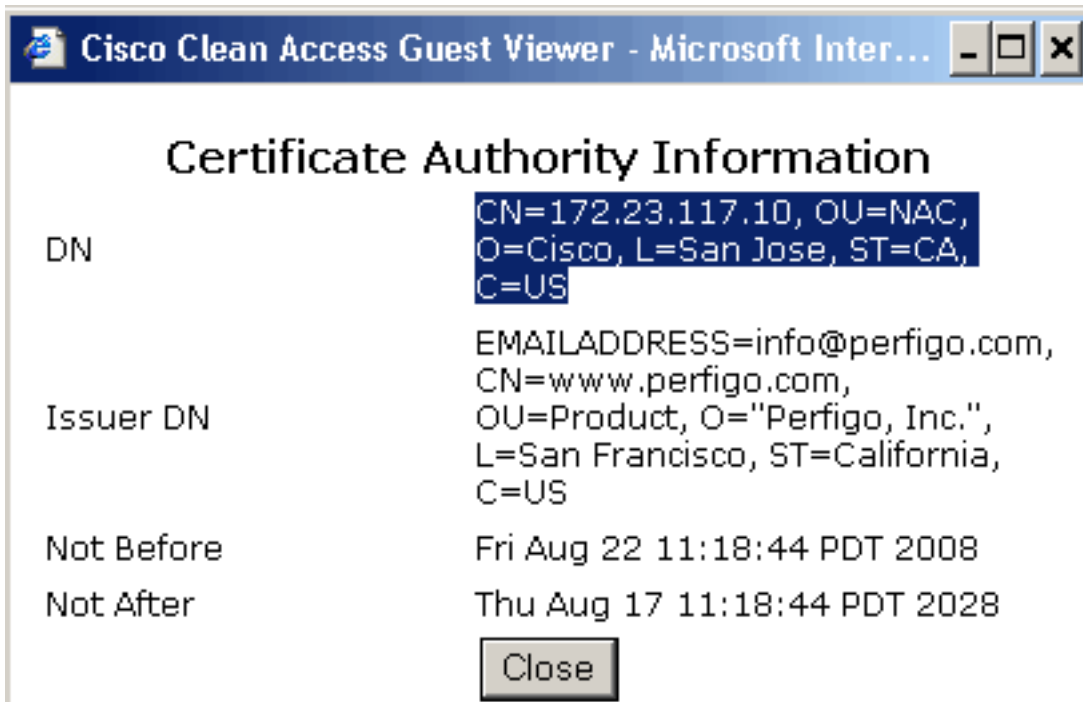 Cisco Clean Access Guest Viewer - Microsoft Inter...
Certificate Authority Information
DN
CN=172.23.117.10, OU=NAC,
O=Cisco, L=San Jose, ST=CA,
C=US
Issuer DN
EMAILADDRESS=info@perfigo.com,
CN=www.perfigo.com,
OU=Product, O="Perfigo, Inc.",
L=San Francisco, ST=California,
C=US
Not Before Fri Aug 22 11:18:44 PDT 2008
Not After Thu Aug 17 11:18:44 PDT 2028
Close